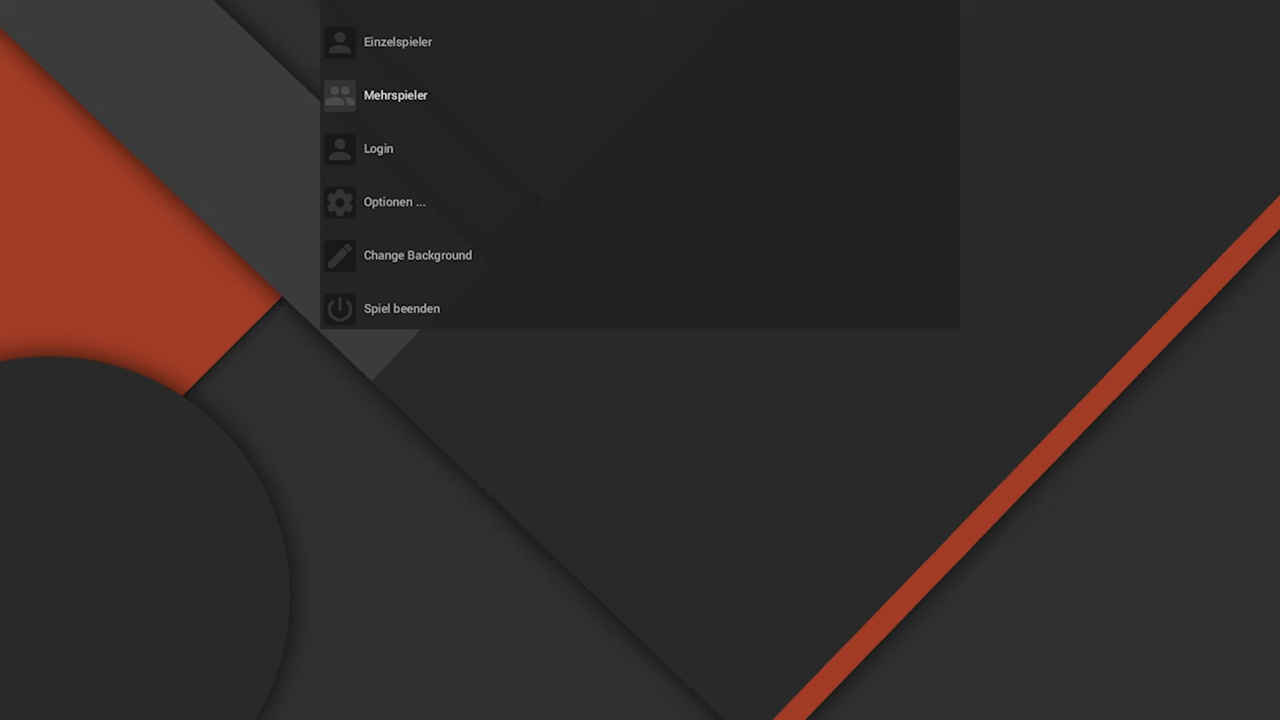 Einzelspieler
Mehrspieler
Login
Optionen ...
Change Background
Spiel beenden